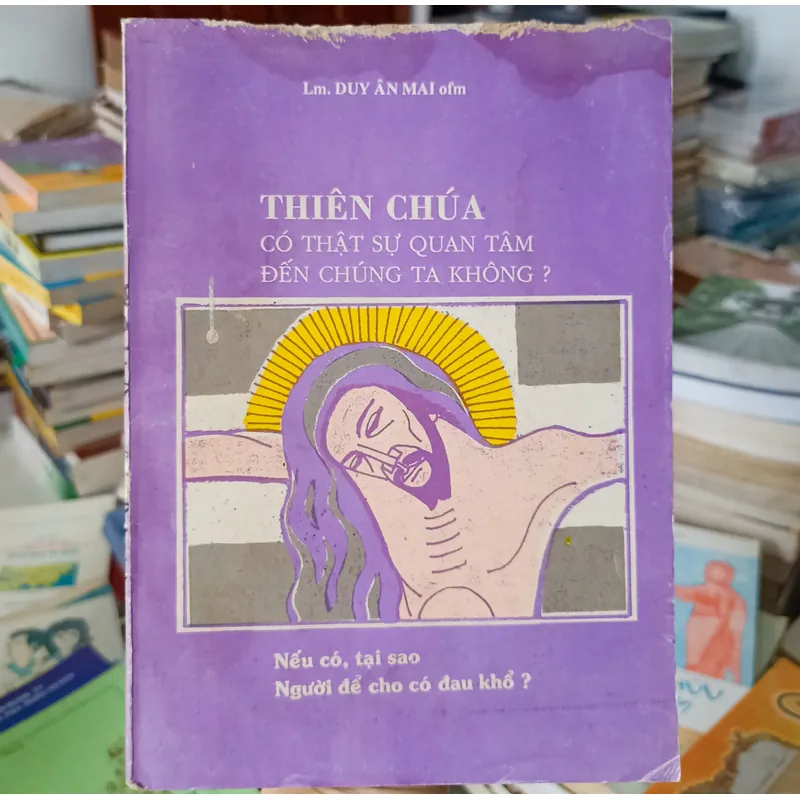 Lm. DUY ÂN MAI ofm
THIÊN CHÚA
CÓ THẬT SỰ QUAN TÂM
ĐẾN CHÚNG TA KHÔNG ?
Nếu có, tại sao
Người để cho có đau khổ ?